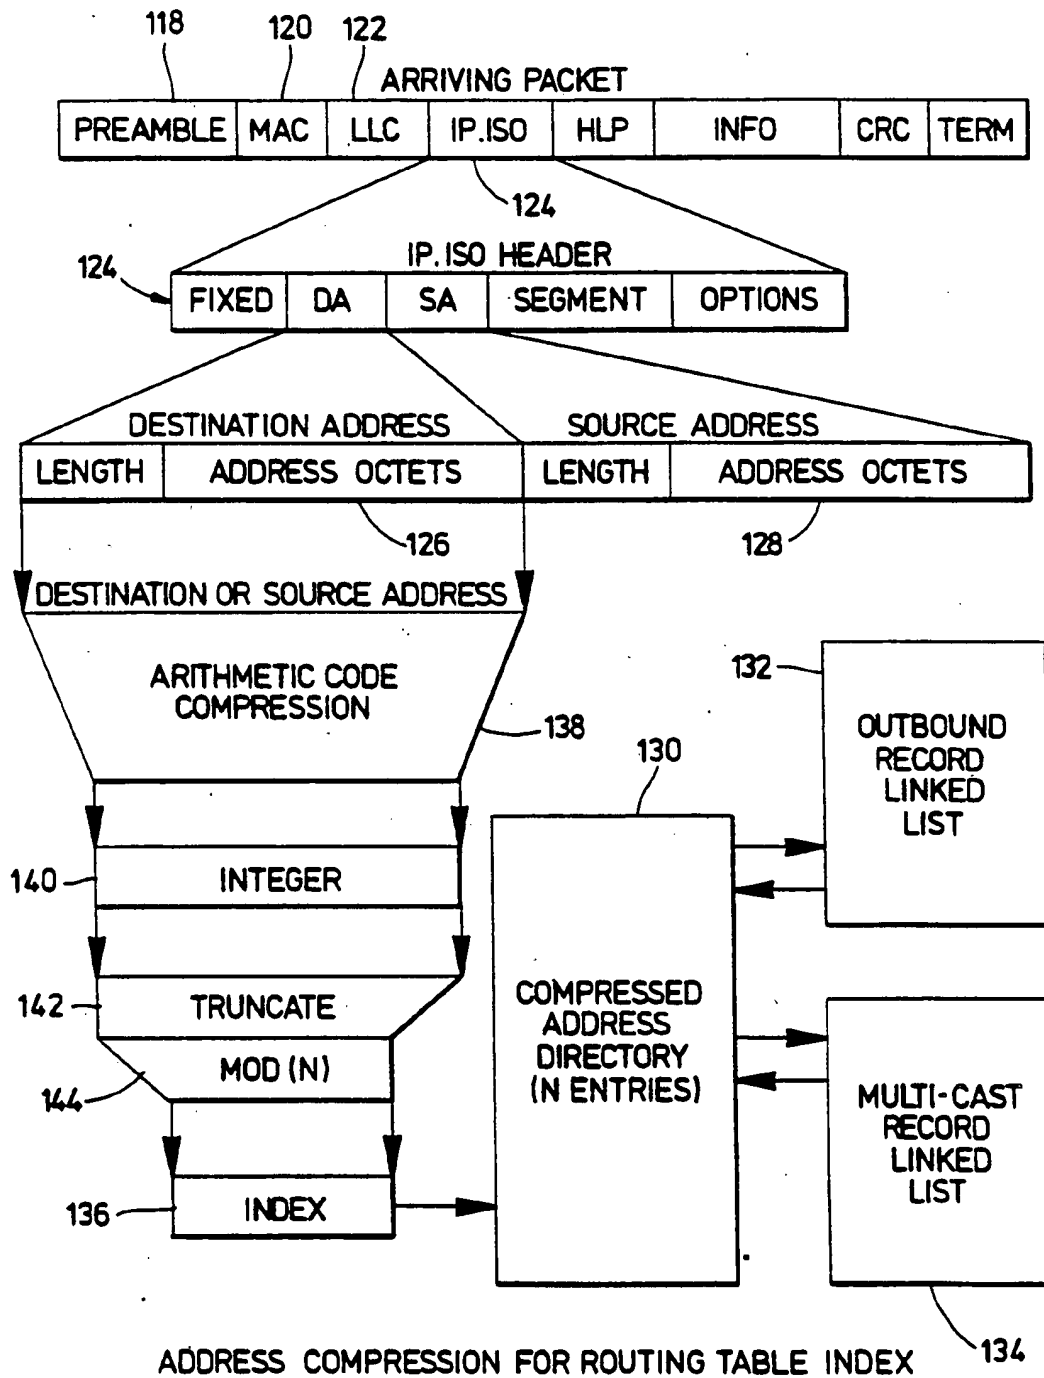 118 120 122
ARRIVING PACKET
PREAMBLE MAC LLC IP.ISO HLP INFO CRC TERM
124
IP.ISO HEADER
124
FIXED DA SA SEGMENT OPTIONS
DESTINATION ADDRESS SOURCE ADDRESS
LENGTH ADDRESS OCTETS LENGTH ADDRESS OCTETS
126 128
DESTINATION OR SOURCE ADDRESS
ARITHMETIC CODE
COMPRESSION
138
132
OUTBOUND
RECORD
LINKED
LIST
130
140 INTEGER
142 TRUNCATE
COMPRESSED
ADDRESS
DIRECTORY
(N ENTRIES)
144 MOD (N)
MULTI-CAST
RECORD
LINKED
LIST
136 INDEX
134
ADDRESS COMPRESSION FOR ROUTING TABLE INDEX